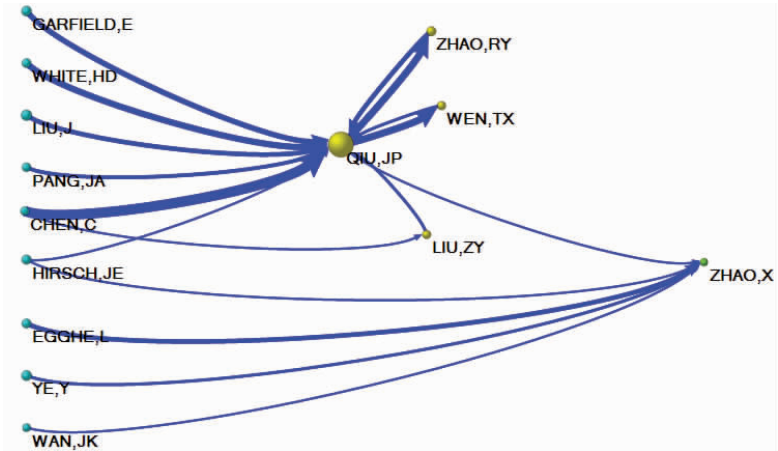 GARFIELD,E
ZHAO,RY
WHITE,HD
WEN,TX
LIU,J
QIU,JP
PANG,JA
CHEN,C
LIU,ZY
HIRSCH,JE
ZHAO,X
EGGHE,L
YE,Y
WAN,JK